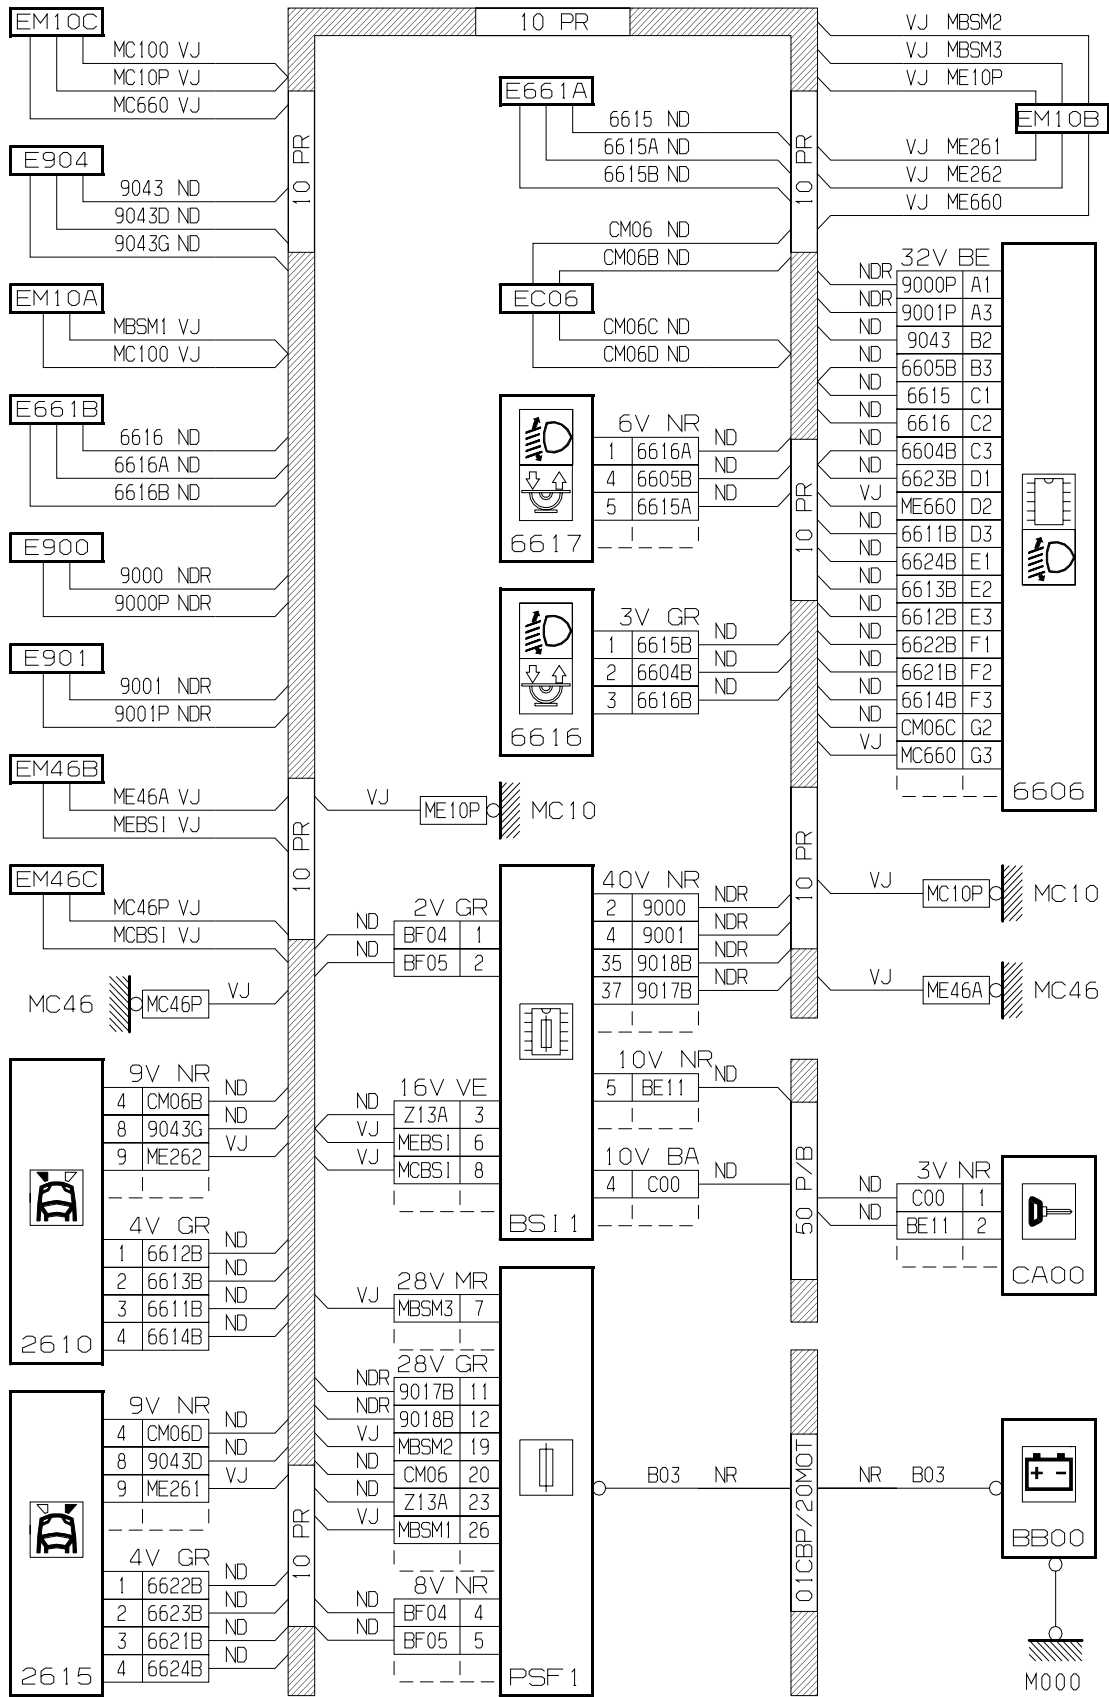 10 PR
EM10C
MC100 VJ
MC10P VJ
MC660 VJ
E904
9043 ND
9043D ND
9043G ND
EM10A
MBSM1 VJ
MC100 VJ
E661B
6616 ND
6616A ND
6616B ND
E900
9000 NDR
9000P NDR
E901
9001 NDR
9001P NDR
EM46B
ME46A VJ
MEBSI VJ
EM46C
MC46P VJ
MCBSI VJ
MC46 MC46P VJ
9V NR
4 CM06B ND
8 9043G ND
9 ME262 VJ
4V GR
1 6612B ND
2 6613B ND
3 6611B ND
4 6614B ND
2610
9V NR
4 CM06D ND
8 9043D ND
9 ME261 VJ
4V GR
1 6622B ND
2 6623B ND
3 6621B ND
4 6624B ND
2615
10 PR
10 PR
10 PR
E661A
6615 ND
6615A ND
6615B ND
CM06 ND
CM06B ND
EC06
CM06C ND
CM06D ND
6V NR
1 6616A ND
4 6605B ND
5 6615A ND
6617
3V GR
1 6615B ND
2 6604B ND
3 6616B ND
6616
VJ ME10P MC10
2V GR
ND BF04 1
ND BF05 2
16V VE
ND Z13A 3
VJ MEBSI 6
VJ MCBSI 8
40V NR
2 9000 NDR
4 9001 NDR
35 9018B NDR
37 9017B NDR
10V NR
5 BE11 ND
10V BA
4 C00 ND
BSI1
28V MR
VJ MBSM3 7
28V GR
NDR 9017B 11
NDR 9018B 12
VJ MBSM2 19
ND CM06 20
ND Z13A 23
VJ MBSM1 26
8V NR
ND BF04 4
ND BF05 5
PSF1
B03 NR
10 PR
10 PR
10 PR
50 P/B
01CBP/20MOT
VJ MBSM2
VJ MBSM3
VJ ME10P
EM10B
VJ ME261
VJ ME262
VJ ME660
32V BE
NDR 9000P A1
NDR 9001P A3
ND 9043 B2
ND 6605B B3
ND 6615 C1
ND 6616 C2
ND 6604B C3
ND 6623B D1
VJ ME660 D2
ND 6611B D3
ND 6624B E1
ND 6613B E2
ND 6612B E3
ND 6622B F1
ND 6621B F2
ND 6614B F3
ND CM06C G2
VJ MC660 G3
6606
VJ MC10P MC10
VJ ME46A MC46
3V NR
ND C00 1
ND BE11 2
CA00
NR B03
+ -
BB00
M000